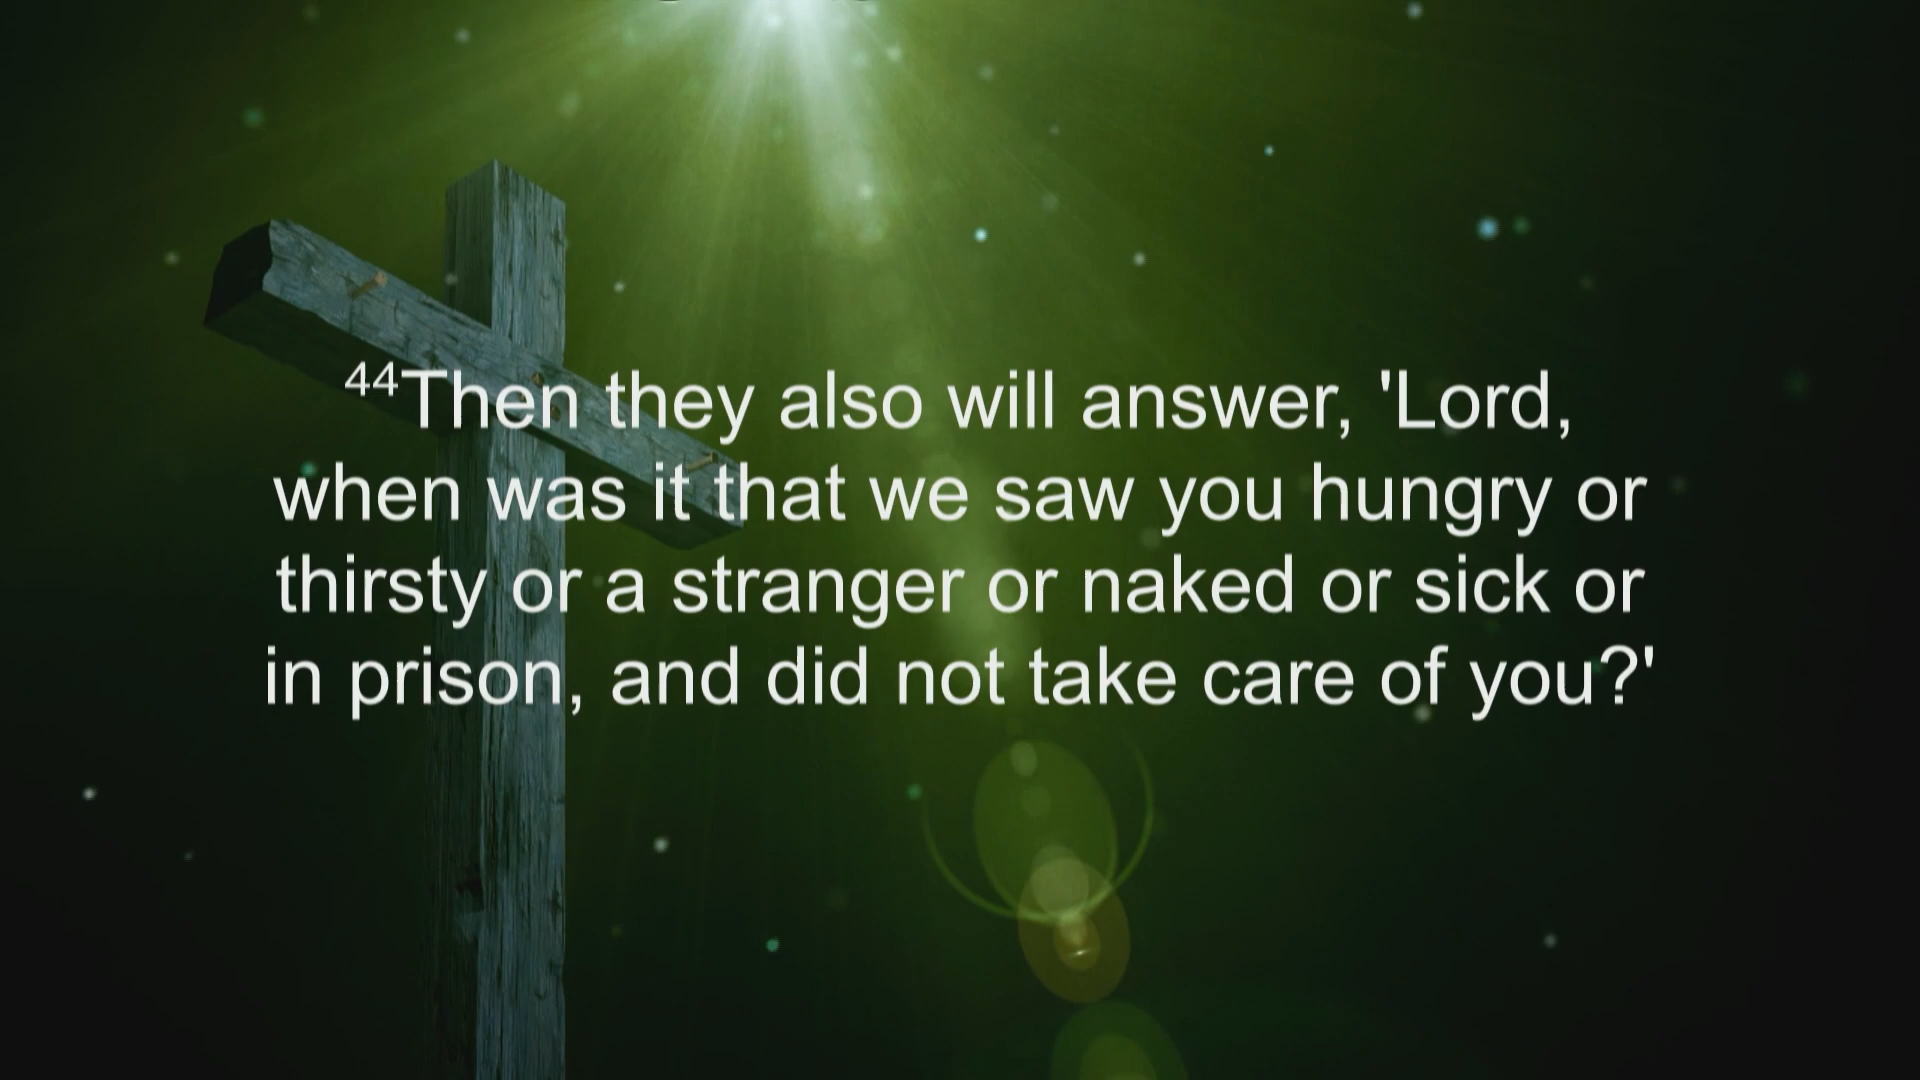 44Then they also will answer, 'Lord,
when was it that we saw you hungry or
thirsty or a stranger or naked or sick or
in prison, and did not take care of you?'